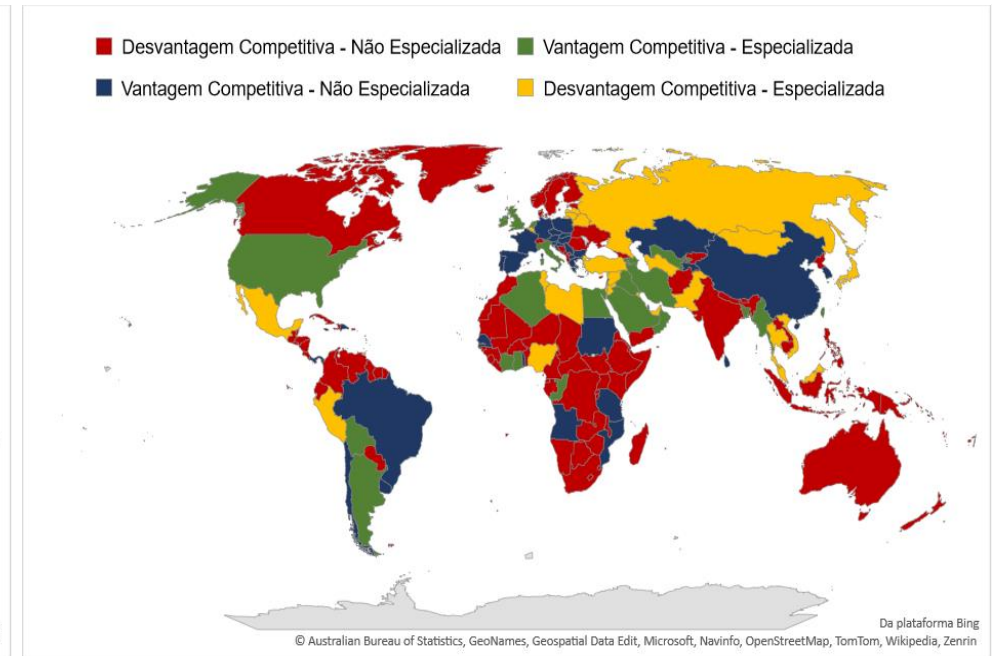 Desvantagem Competitiva - Não Especializada Vantagem Competitiva - Especializada
Vantagem Competitiva - Não Especializada Desvantagem Competitiva - Especializada
Da plataforma Bing
© Australian Bureau of Statistics, GeoNames, Geospatial Data Edit, Microsoft, Navinfo, OpenStreetMap, TomTom, Wikipedia, Zenrin